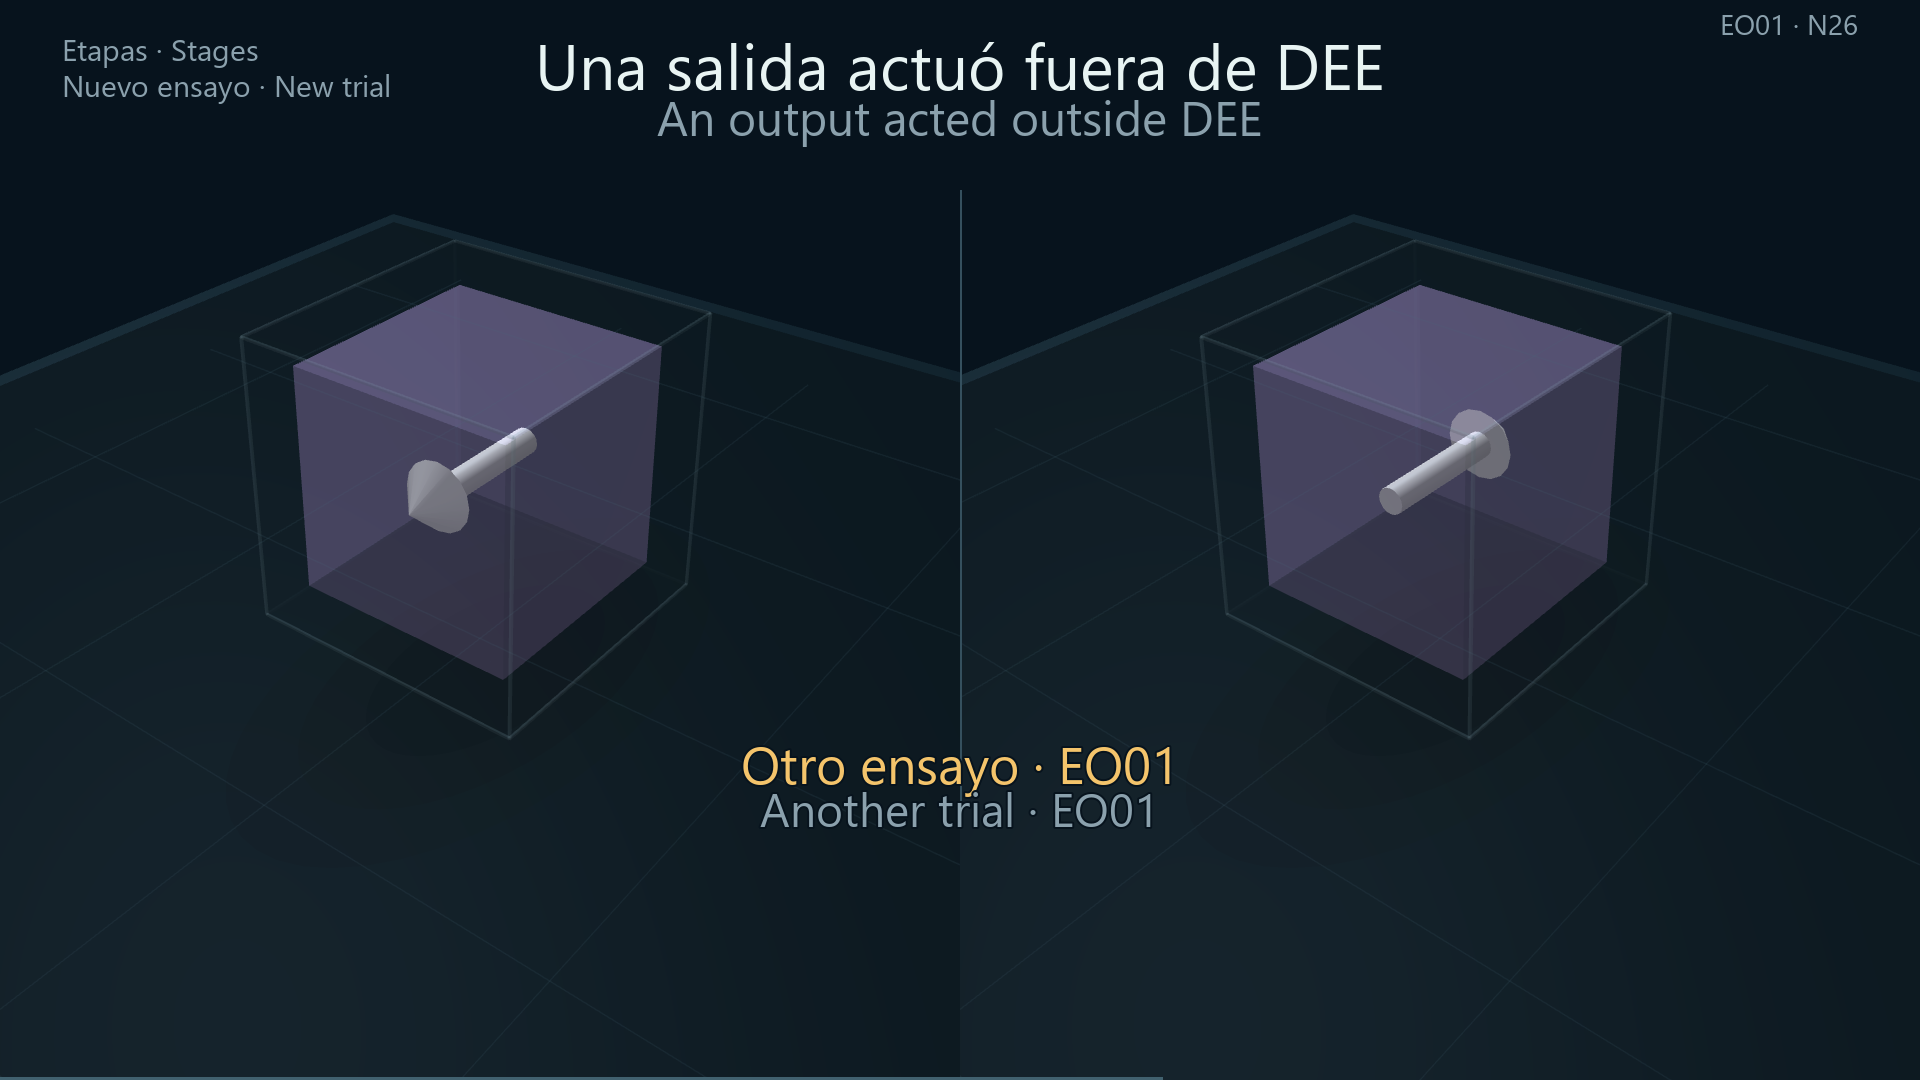 Etapas · Stages
Nuevo ensayo · New trial
Una salida actuó fuera de DEE
An output acted outside DEE
EO01 · N26
Otro ensayo · EO01
Another trial · EO01